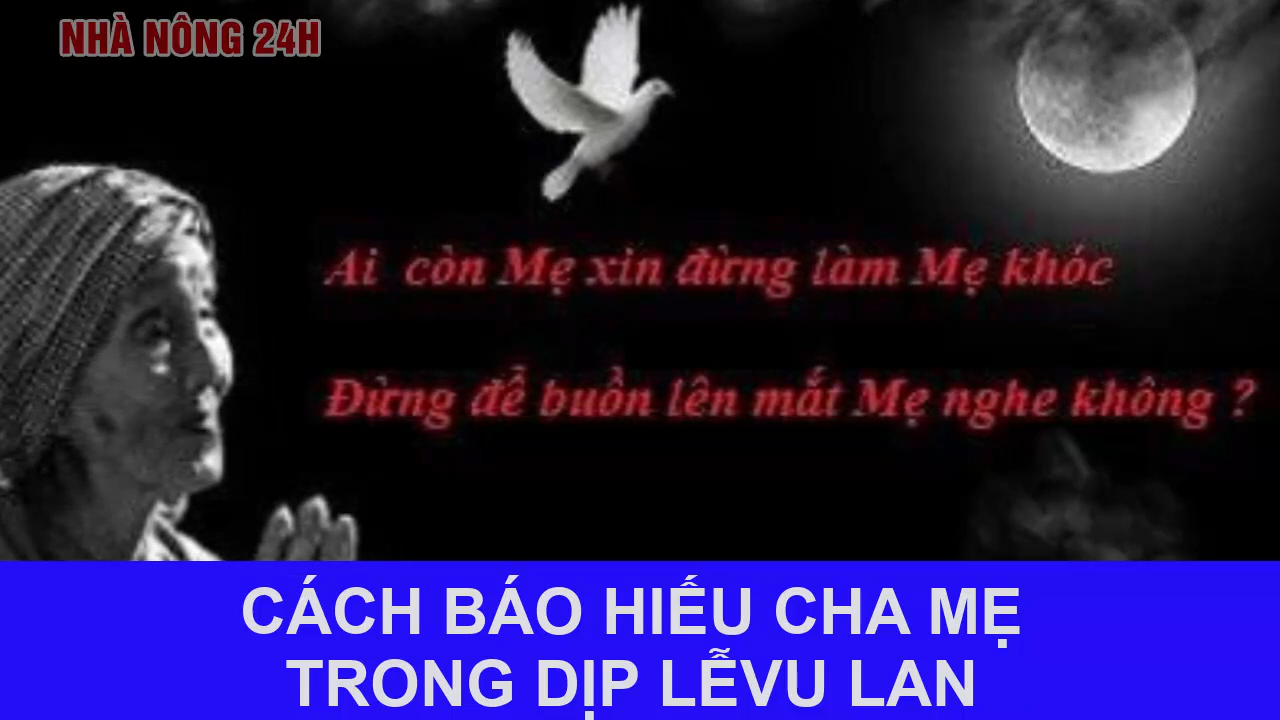 NHÀ NÔNG 24H
Ai còn Mẹ xin đừng làm Mẹ khóc
Đừng để buồn lên mắt Mẹ nghe không ?
CÁCH BÁO HIẾU CHA MẸ
TRONG DỊP LỄVU LAN